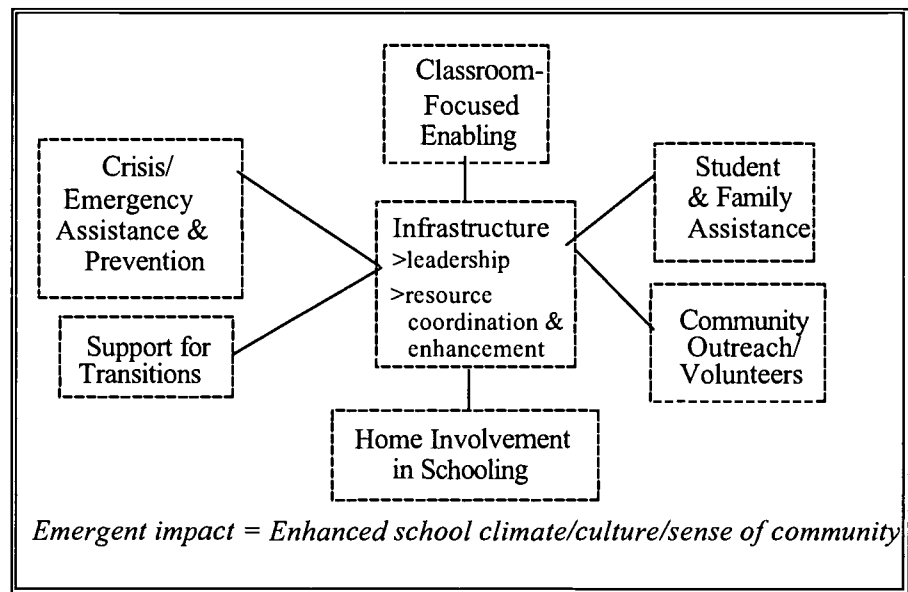 Classroom-
Focused
Enabling
Crisis/
Emergency
Assistance &
Prevention
Student
& Family
Assistance
Infrastructure
>leadership
>resource
coordination &
enhancement
Support for
Transitions
Community
Outreach/
Volunteers
Home Involvement
in Schooling
Emergent impact = Enhanced school climate/culture/sense of community